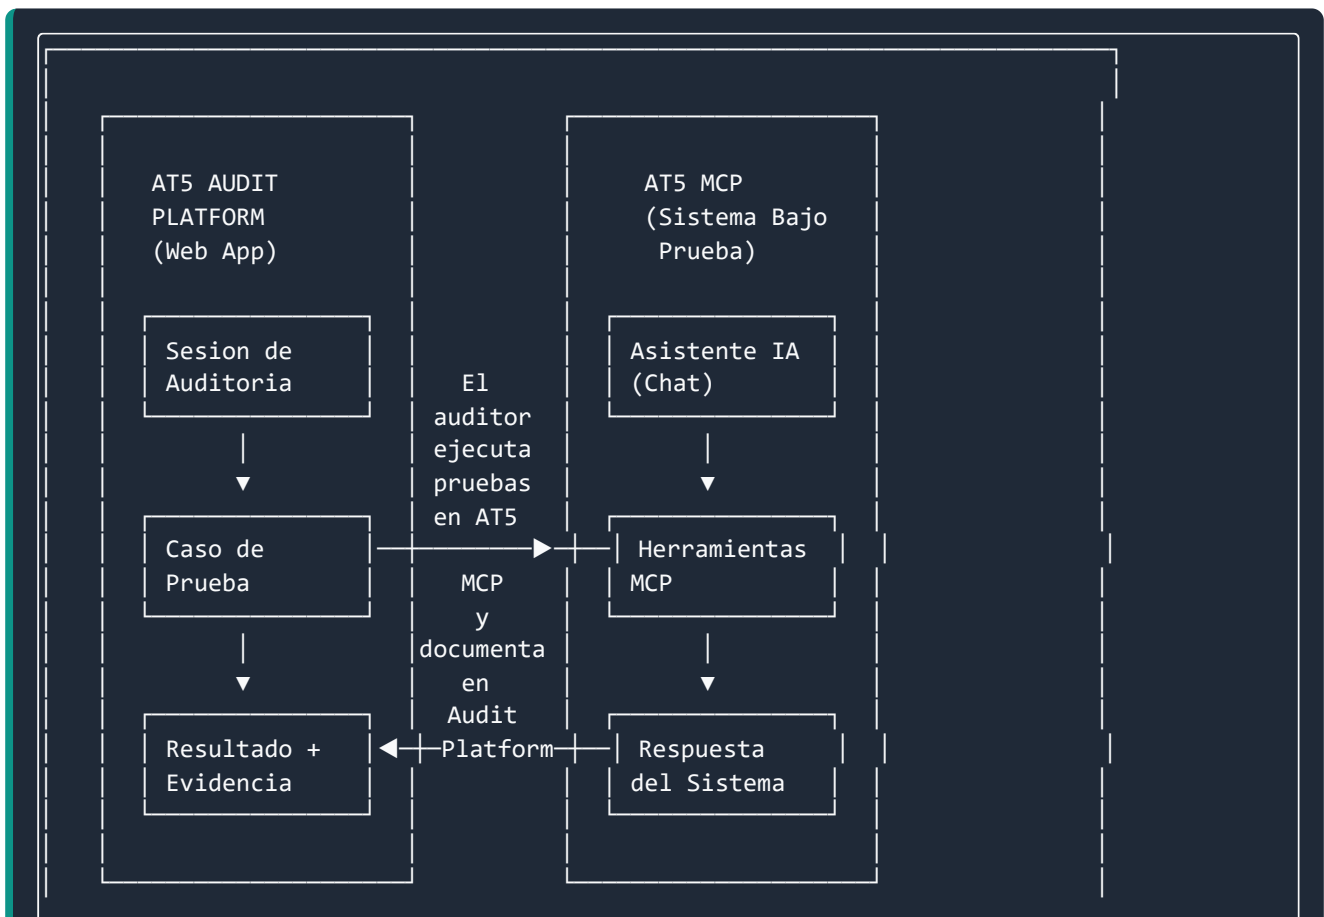 AT5 AUDIT
PLATFORM
(Web App)
Sesion de
Auditoria
Caso de
Prueba
Resultado +
Evidencia
El
auditor
ejecuta
pruebas
en AT5
MCP
y
documenta
en
Audit
Platform
AT5 MCP
(Sistema Bajo
Prueba)
Asistente IA
(Chat)
Herramientas
MCP
Respuesta
del Sistema